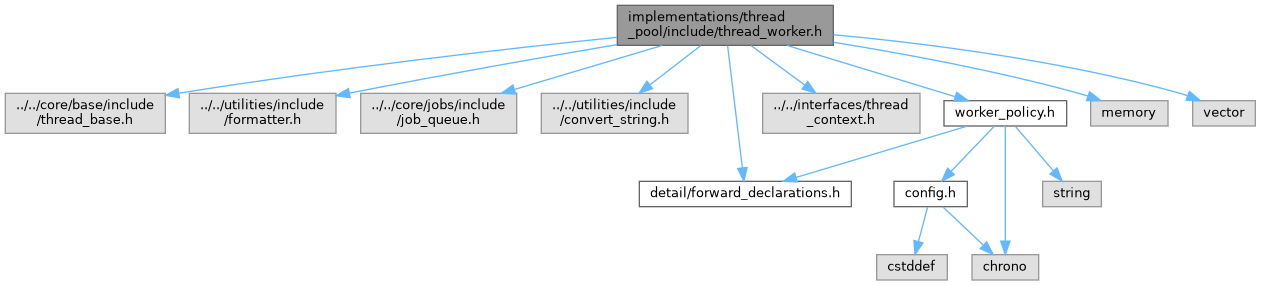 implementations/thread
_pool/include/thread_worker.h
../../core/base/include
/thread_base.h
../../utilities/include
/formatter.h
../../core/jobs/include
/job_queue.h
../../utilities/include
/convert_string.h
../../interfaces/thread
_context.h
worker_policy.h
memory
vector
detail/forward_declarations.h
config.h
string
cstddef
chrono